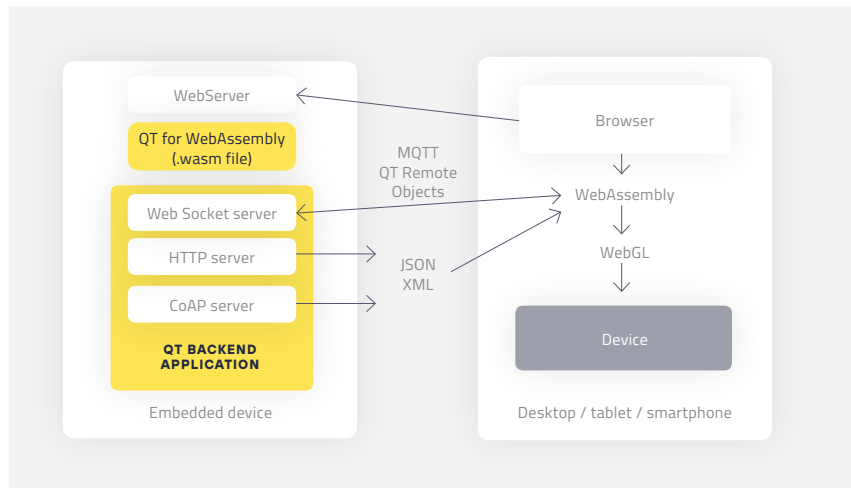 WebServer
QT for WebAssembly
(.wasm file)
Web Socket server
HTTP server
CoAP server
QT BACKEND
APPLICATION
Embedded device
MQTT
QT Remote
Objects
JSON
XML
Browser
WebAssembly
WebGL
Device
Desktop / tablet / smartphone